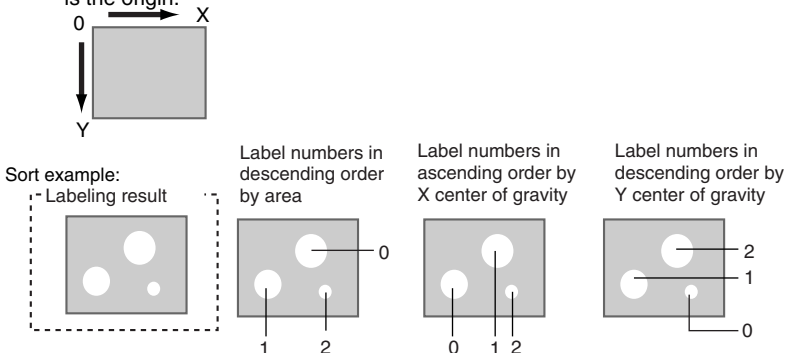 is the origin.
0
X
Y
Sort example:
Labeling result
Label numbers in
descending order
by area
0
1
2
Label numbers in
ascending order by
X center of gravity
0
1
2
Label numbers in
descending order by
Y center of gravity
2
1
0